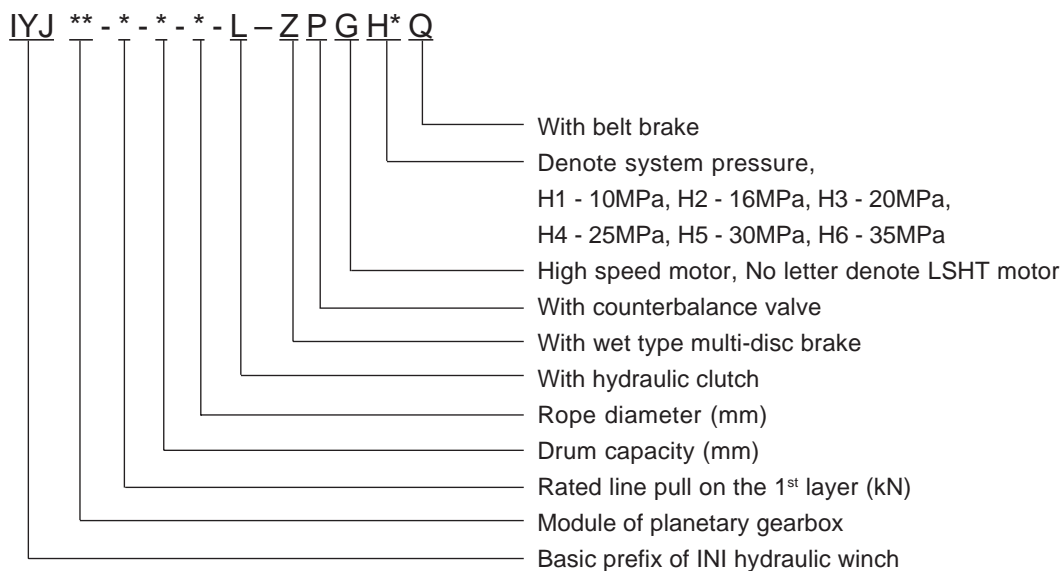 IYJ ** - * - * - * - L – Z P G H* Q
With belt brake
Denote system pressure,
H1 - 10MPa, H2 - 16MPa, H3 - 20MPa,
H4 - 25MPa, H5 - 30MPa, H6 - 35MPa
High speed motor, No letter denote LSHT motor
With counterbalance valve
With wet type multi-disc brake
With hydraulic clutch
Rope diameter (mm)
Drum capacity (mm)
Rated line pull on the 1st layer (kN)
Module of planetary gearbox
Basic prefix of INI hydraulic winch